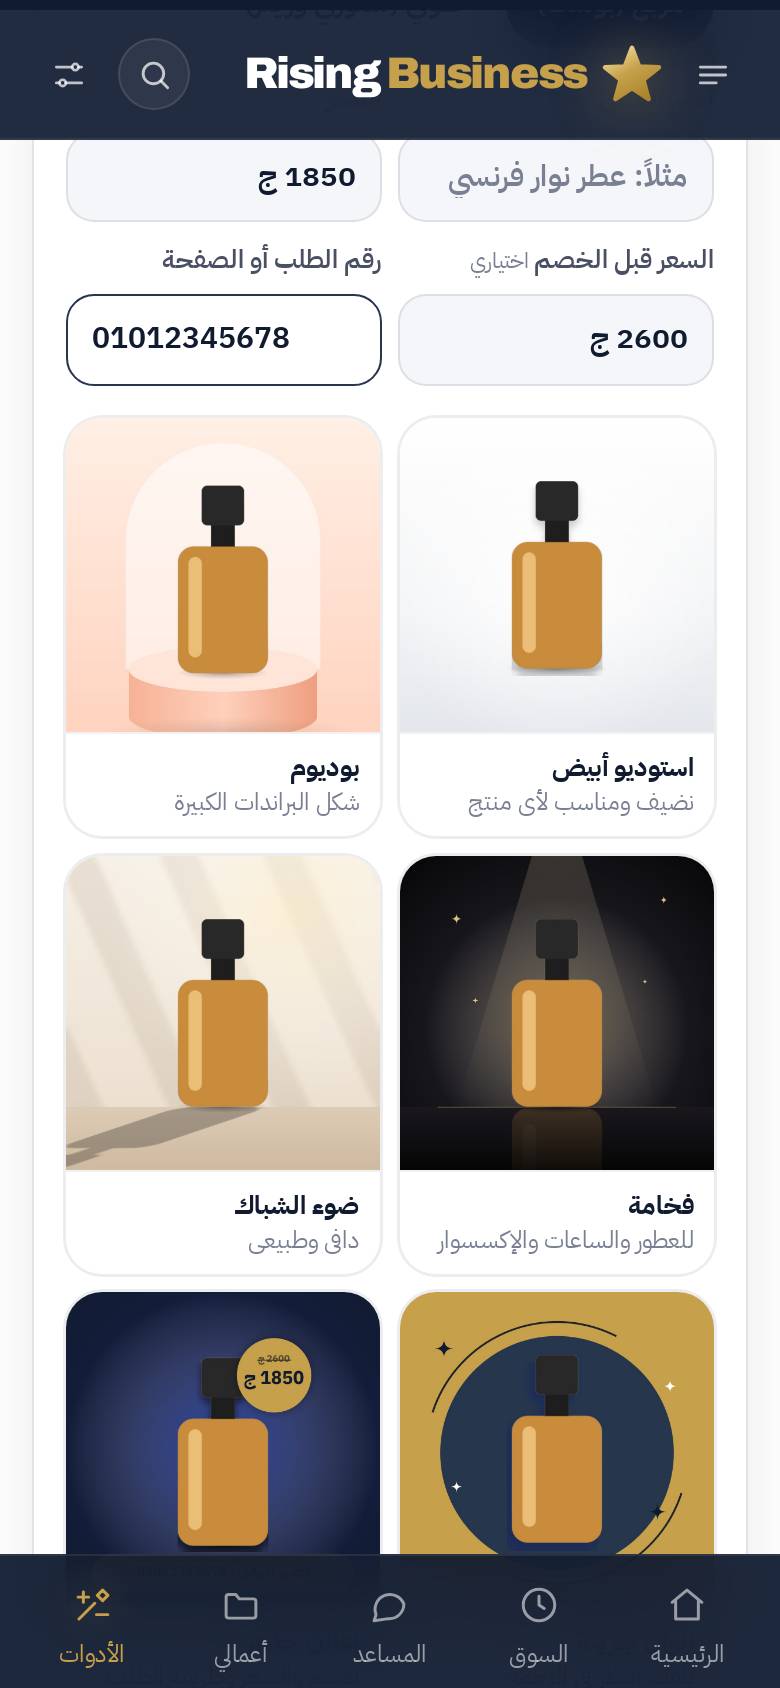 Rising Business
مثلاً: عطر نوار فرنسي
1850 ج
السعر قبل الخصم اختياري
رقم الطلب أو الصفحة
2600 ج
01012345678
استوديو أبيض
نضيف ومناسب لأى منتج
بوديوم
شكل البراندات الكبيرة
فخامة
للعطور والساعات والإكسسوار
ضوء الشباك
دافى وطبيعى
2600 ج
1850 ج
الرئيسية
السوق
المساعد
أعمالي
الأدوات